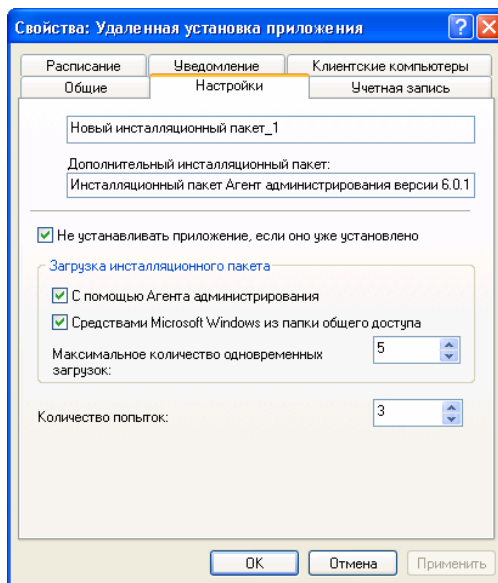 Свойства: Удаленная установка приложения
Расписание Уведомление Клиентские компьютеры
Общие Настройки Учетная запись
Новый инсталляционный пакет_1
Дополнительный инсталляционный пакет:
Инсталляционный пакет Агент администрирования версии 6.0.1
Не устанавливать приложение, если оно уже установлено
Загрузка инсталляционного пакета
С помощью Агента администрирования
Средствами Microsoft Windows из папки общего доступа
Максимальное количество одновременных 5
загрузок:
Количество попыток: 3
OK Отмена Применить